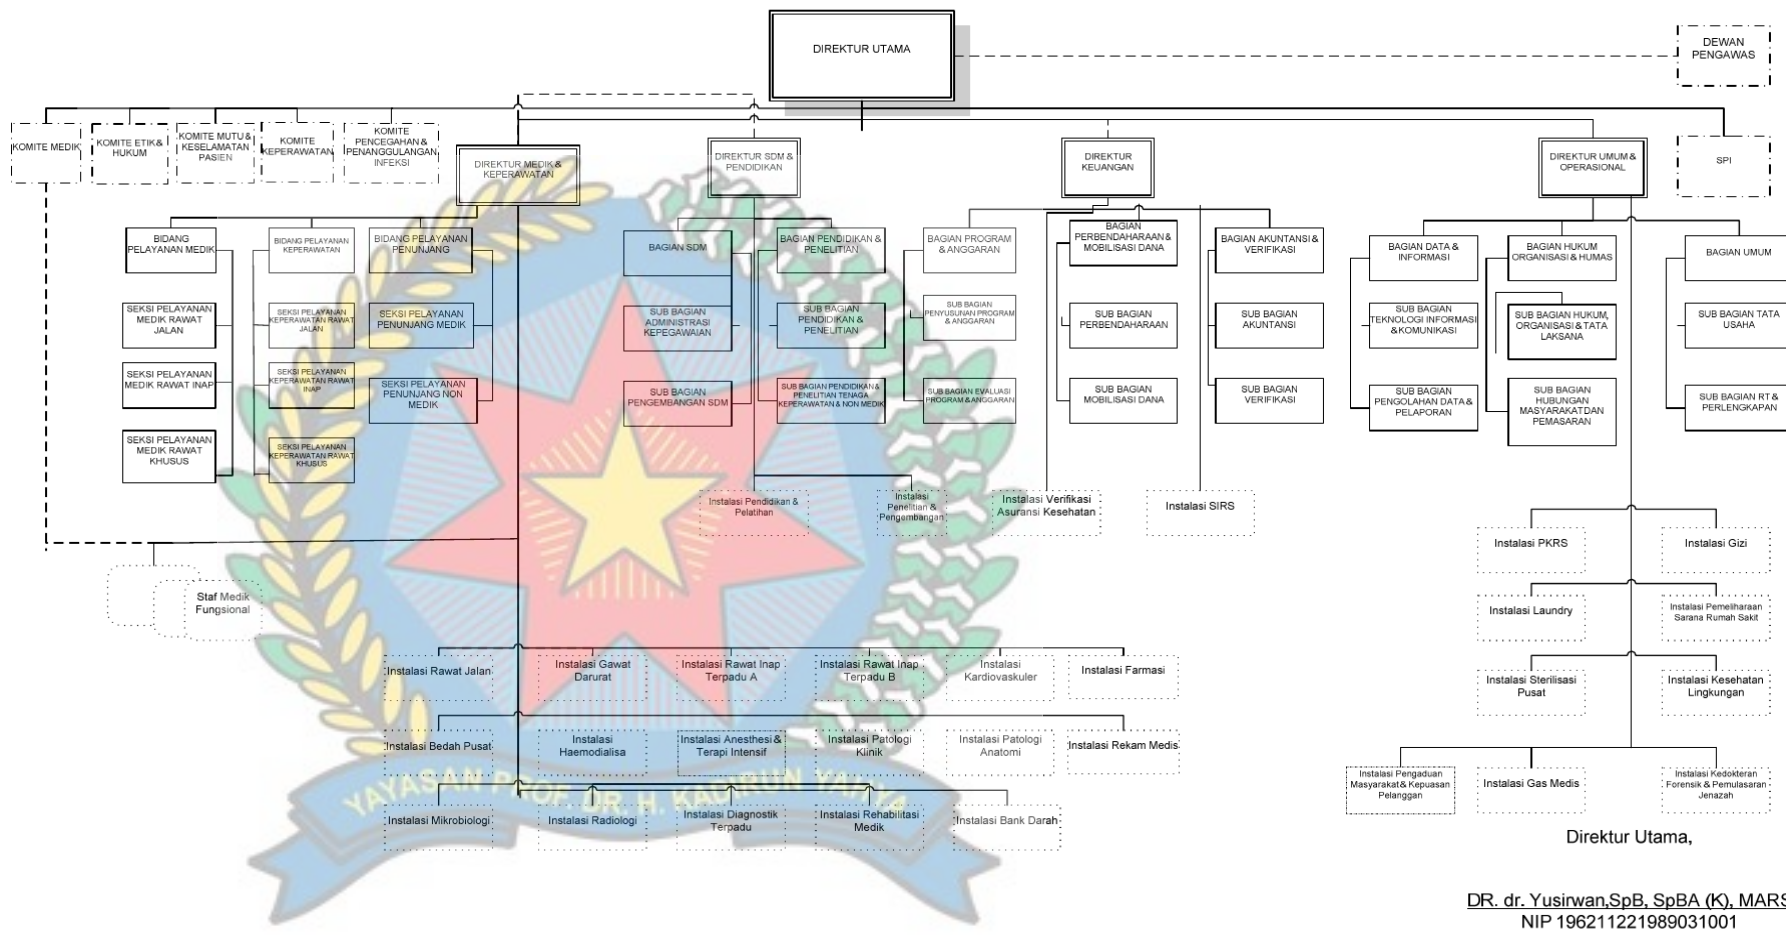 DIREKTUR UTAMA
DEWAN
PENGAWAS
KOMITE MEDIK
KOMITE ETIK &
HUKUM
KOMITE MUTU &
KESELAMATAN
PASIEN
KOMITE
KEPERAWATAN
KOMITE
PENCEGAHAN &
PENANGGULANGAN
INFEKSI
DIREKTUR MEDIK &
KEPERAWATAN
DIREKTUR SDM &
PENDIDIKAN
DIREKTUR
KEUANGAN
DIREKTUR UMUM &
OPERASIONAL
SPI
BIDANG
PELAYANAN MEDIK
BIDANG PELAYANAN
KEPERAWATAN
BIDANG PELAYANAN
PENUNJANG
BAGIAN SDM
BAGIAN PENDIDIKAN &
PENELITIAN
BAGIAN PROGRAM
& ANGGARAN
BAGIAN
PERBENDAHARAAN &
MOBILISASI DANA
BAGIAN AKUNTANSI &
VERIFIKASI
BAGIAN DATA &
INFORMASI
BAGIAN HUKUM
ORGANISASI & HUMAS
BAGIAN UMUM
SEKSI PELAYANAN
MEDIK RAWAT
JALAN
SEKSI PELAYANAN
KEPERAWATAN RAWAT
JALAN
SEKSI PELAYANAN
PENUNJANG MEDIK
SUB BAGIAN
ADMINISTRASI
KEPEGAWAIAN
SUB BAGIAN
PENDIDIKAN &
PENELITIAN
SUB BAGIAN
PENYUSUNAN PROGRAM
& ANGGARAN
SUB BAGIAN
PERBENDAHARAAN
SUB BAGIAN
AKUNTANSI
SUB BAGIAN
TEKNOLOGI INFORMASI
& KOMUNIKASI
SUB BAGIAN HUKUM,
ORGANISASI & TATA
LAKSANA
SUB BAGIAN TATA
USAHA
SEKSI PELAYANAN
MEDIK RAWAT INAP
SEKSI PELAYANAN
KEPERAWATAN RAWAT
INAP
SEKSI PELAYANAN
PENUNJANG NON
MEDIK
SUB BAGIAN
PENGEMBANGAN SDM
SUB BAGIAN PENDIDIKAN &
PENELITIAN TENAGA
KEPERAWATAN & NON MEDIK
SUB BAGIAN EVALUASI
PROGRAM & ANGGARAN
SUB BAGIAN
MOBILISASI DANA
SUB BAGIAN
VERIFIKASI
SUB BAGIAN
PENGOLAHAN DATA &
PELAPORAN
SUB BAGIAN
HUBUNGAN
MASYARAKAT DAN
PEMASARAN
SUB BAGIAN RT &
PERLENGKAPAN
SEKSI PELAYANAN
MEDIK RAWAT
KHUSUS
SEKSI PELAYANAN
KEPERAWATAN RAWAT
KHUSUS
Instalasi Pendidikan &
Pelatihan
Instalasi
Penelitian &
Pengembangan
Instalasi Verifikasi
Asuransi Kesehatan
Instalasi SIRS
Instalasi PKRS
Instalasi Gizi
Staf Medik
Fungsional
Instalasi Laundry
Instalasi Pemeliharaan
Sarana Rumah Sakit
Instalasi Rawat Jalan
Instalasi Gawat
Darurat
Instalasi Rawat Inap
Terpadu A
Instalasi Rawat Inap
Terpadu B
Instalasi
Kardiovaskuler
Instalasi Farmasi
Instalasi Sterilisasi
Pusat
Instalasi Kesehatan
Lingkungan
Instalasi Bedah Pusat
Instalasi
Haemodialisa
Instalasi Anesthesi &
Terapi Intensif
Instalasi Patologi
Klinik
Instalasi Patologi
Anatomi
Instalasi Rekam Medis
Instalasi Pengaduan
Masyarakat & Kepuasan
Pelanggan
Instalasi Gas Medis
Instalasi Kedokteran
Forensik & Pemulasaran
Jenazah
YAYASAN PROF. DR. H. KADIRUN YAHYA
Instalasi Mikrobiologi
Instalasi Radiologi
Instalasi Diagnostik
Terpadu
Instalasi Rehabilitasi
Medik
Instalasi Bank Darah
Direktur Utama,
DR. dr. Yusirwan,SpB, SpBA (K), MARS
NIP 196211221989031001